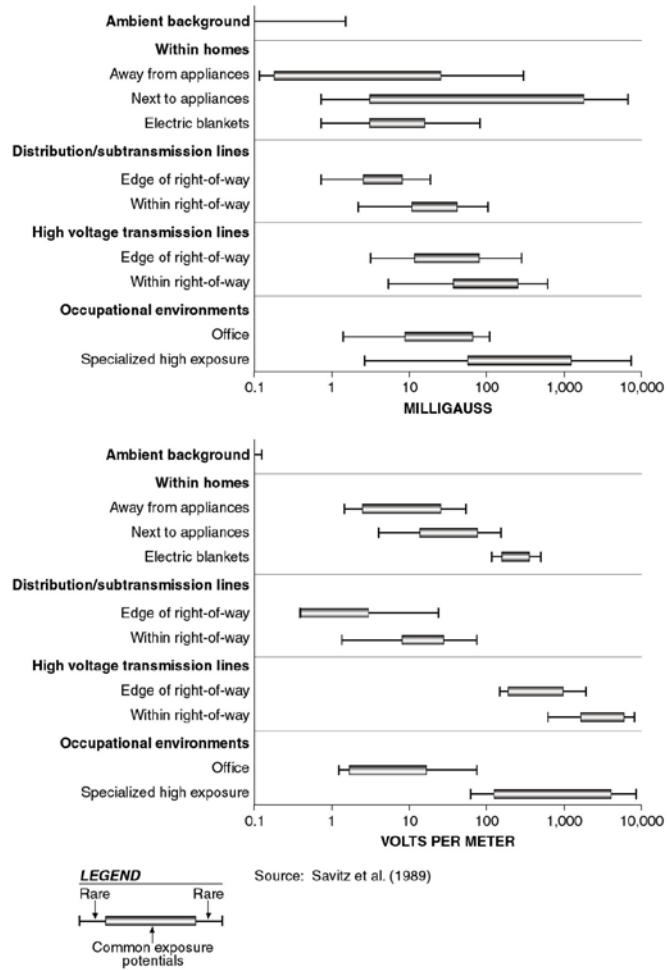 Ambient background
Within homes
Away from appliances
Next to appliances
Electric blankets
Distribution/subtransmission lines
Edge of right-of-way
Within right-of-way
High voltage transmission lines
Edge of right-of-way
Within right-of-way
Occupational environments
Office
Specialized high exposure
0.1 1 10 100 1,000 10,000
MILLIGAUSS
Ambient background
Within homes
Away from appliances
Next to appliances
Electric blankets
Distribution/subtransmission lines
Edge of right-of-way
Within right-of-way
High voltage transmission lines
Edge of right-of-way
Within right-of-way
Occupational environments
Office
Specialized high exposure
0.1 1 10 100 1,000 10,000
VOLTS PER METER
LEGEND
Rare Rare
Common exposure
potentials
Source: Savitz et al. (1989)